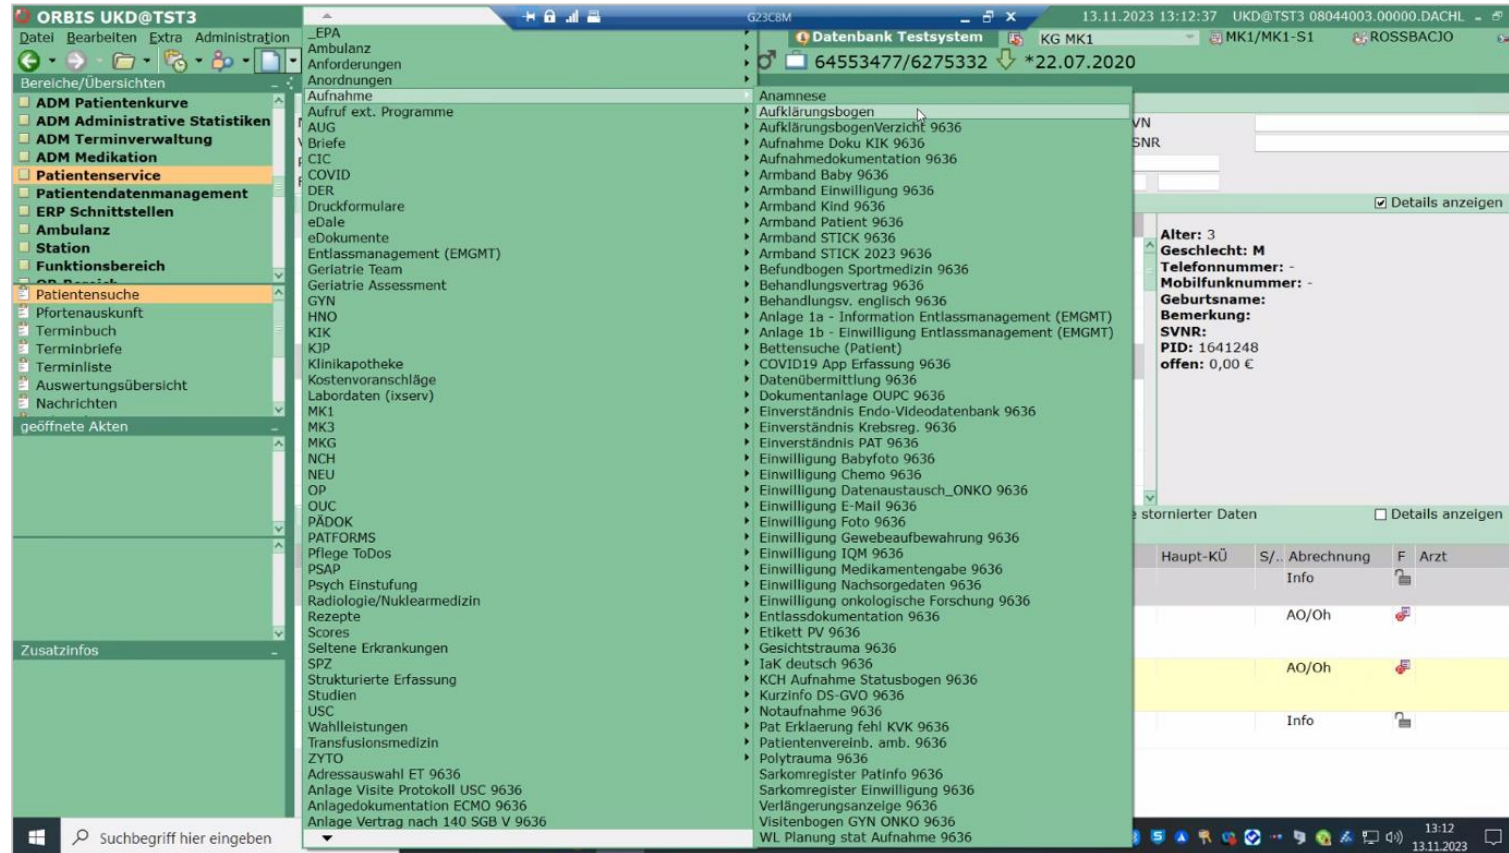 ORBIS UKD@TST3
G23C8M
13.11.2023 13:12:37 UKD@TST3 08044003.00000.DACHL
Datei Bearbeiten Extra Administration
Datenbank Testsystem
KG MK1
MK1/MK1-S1
ROSSBACJO
64553477/6275332
*22.07.2020
Bereiche/Übersichten
ADM Patientenkurve
ADM Administrative Statistiken
ADM Terminverwaltung
ADM Medikation
Patientenservice
Patientendatenmanagement
ERP Schnittstellen
Ambulanz
Station
Funktionsbereich
Patientensuche
Pfortenauskunft
Terminbuch
Terminbriefe
Terminliste
Auswertungsübersicht
Nachrichten
geöffnete Akten
Zusatzinfos
_EPA
Ambulanz
Anforderungen
Anordnungen
Aufnahme
Aufruf ext. Programme
AUG
Briefe
CIC
COVID
DER
Druckformulare
eDale
eDokumente
Entlassmanagement (EMGMT)
Geriatrie Team
Geriatrie Assessment
GYN
HNO
KIK
KJP
Klinikapotheke
Kostenvoranschläge
Labordaten (ixserv)
MK1
MK3
MKG
NCH
NEU
OP
OUC
PÄDOK
PATFORMS
Pflege ToDos
PSAP
Psych Einstufung
Radiologie/Nuklearmedizin
Rezepte
Scores
Seltene Erkrankungen
SPZ
Strukturierte Erfassung
Studien
USC
Wahlleistungen
Transfusionsmedizin
ZYTO
Adressauswahl ET 9636
Anlage Visite Protokoll USC 9636
Anlagedokumentation ECMO 9636
Anlage Vertrag nach 140 SGB V 9636
Anamnese
Aufklärungsbogen
AufklärungsbogenVerzicht 9636
Aufnahme Doku KIK 9636
Aufnahmedokumentation 9636
Armband Baby 9636
Armband Einwilligung 9636
Armband Kind 9636
Armband Patient 9636
Armband STICK 9636
Armband STICK 2023 9636
Befundbogen Sportmedizin 9636
Behandlungsvertrag 9636
Behandlungsv. englisch 9636
Anlage 1a - Information Entlassmanagement (EMGMT)
Anlage 1b - Einwilligung Entlassmanagement (EMGMT)
Bettensuche (Patient)
COVID19 App Erfassung 9636
Datenübermittlung 9636
Dokumentanlage OUPC 9636
Einverständnis Endo-Videodatenbank 9636
Einverständnis Krebsreg. 9636
Einverständnis PAT 9636
Einwilligung Babyfoto 9636
Einwilligung Chemo 9636
Einwilligung Datenaustausch_ONKO 9636
Einwilligung E-Mail 9636
Einwilligung Foto 9636
Einwilligung Gewebeaufbewahrung 9636
Einwilligung IQM 9636
Einwilligung Medikamentengabe 9636
Einwilligung Nachsorgedaten 9636
Einwilligung onkologische Forschung 9636
Entlassdokumentation 9636
Etikett PV 9636
Gesichtstrauma 9636
IaK deutsch 9636
KCH Aufnahme Statusbogen 9636
Kurzinfo DS-GVO 9636
Notaufnahme 9636
Pat Erklaerung fehl KVK 9636
Patientenvereinb. amb. 9636
Polytrauma 9636
Sarkomregister Patinfo 9636
Sarkomregister Einwilligung 9636
Verlängerungsanzeige 9636
Visitenbogen GYN ONKO 9636
WL Planung stat Aufnahme 9636
VN
SNR
Details anzeigen
Alter: 3
Geschlecht: M
Telefonnummer: -
Mobilfunknummer: -
Geburtsname:
Bemerkung:
SVNR:
PID: 1641248
offen: 0,00 €
stornierter Daten
Details anzeigen
Haupt-KÜ S/.. Abrechnung F Arzt
Info
AO/Oh
AO/Oh
Info
Suchbegriff hier eingeben
13:12
13.11.2023